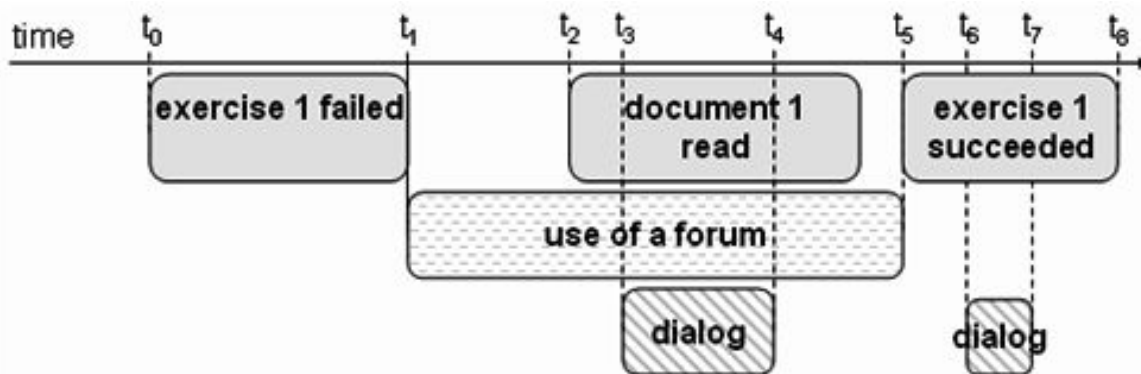 time
t0
t1
t2
t3
t4
t5
t6
t7
t8
exercise 1 failed
document 1
read
exercise 1
succeeded
use of a forum
dialog
dialog